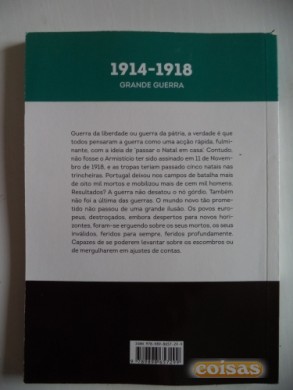 1914-1918
GRANDE GUERRA
Guerra da liberdade ou guerra da pátria, a verdade é que
todos pensaram a guerra como uma acção rápida, fulmi-
nante, com a ideia de 'passar o Natal em casa'. Contudo,
não fosse o Armistício ter sido assinado em 11 de Novem-
bro de 1918, e as tropas teriam passado cinco natais nas
trincheiras. Portugal deixou nos campos de batalha mais
de oito mil mortos e mobilizou mais de cem mil homens.
Resultados? A guerra não desatou o nó górdio. Também
não foi a última das guerras. O mundo novo tão prome-
tido não passou de uma grande ilusão. Os povos euro-
peus, destroçados, embora despertos para novos hori-
zontes, foram-se erguendo sobre os seus mortos, os seus
inválidos, feridos para sempre, feridos profundamente.
Capazes de se poderem levantar sobre os escombros ou
de mergulharem em ajustes de contas.
coisas